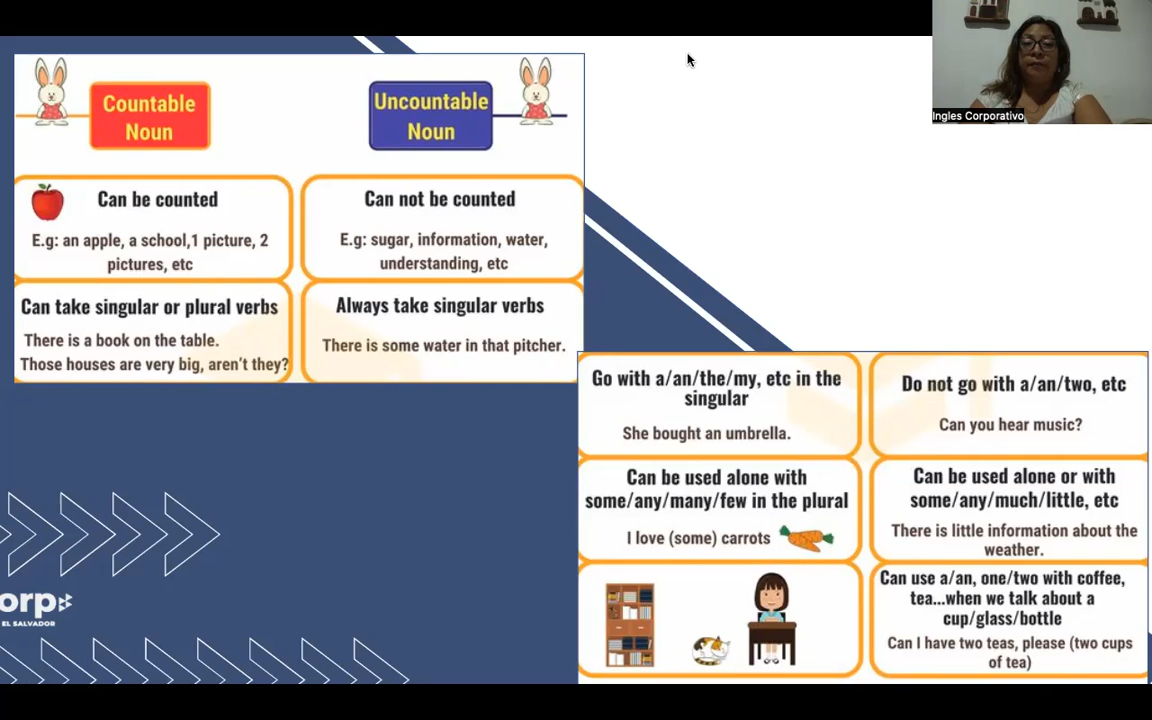 Ingles Corporativo
Countable
Noun
Uncountable
Noun
Can be counted
E.g: an apple, a school,1 picture, 2
pictures, etc
Can not be counted
E.g: sugar, information, water,
understanding, etc
Can take singular or plural verbs
There is a book on the table.
Those houses are very big, aren't they?
Always take singular verbs
There is some water in that pitcher.
Go with a/an/the/my, etc in the
singular
She bought an umbrella.
Do not go with a/an/two, etc
Can you hear music?
Can be used alone with
some/any/many/few in the plural
I love (some) carrots
Can be used alone or with
some/any/much/little, etc
There is little information about the
weather.
Can use a/an, one/two with coffee,
tea...when we talk about a
cup/glass/bottle
Can I have two teas, please (two cups
of tea)
orp
EL SALVADOR